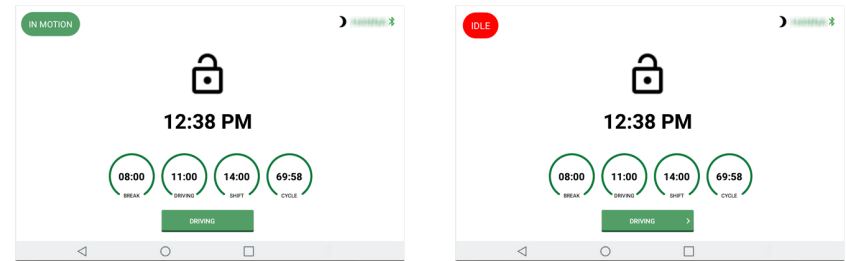 IN MOTION
12:38 PM
08:00 11:00 14:00 69:58
BREAK DRIVING SHIFT CYCLE
DRIVING
IDLE
12:38 PM
08:00 11:00 14:00 69:58
BREAK DRIVING SHIFT CYCLE
DRIVING >